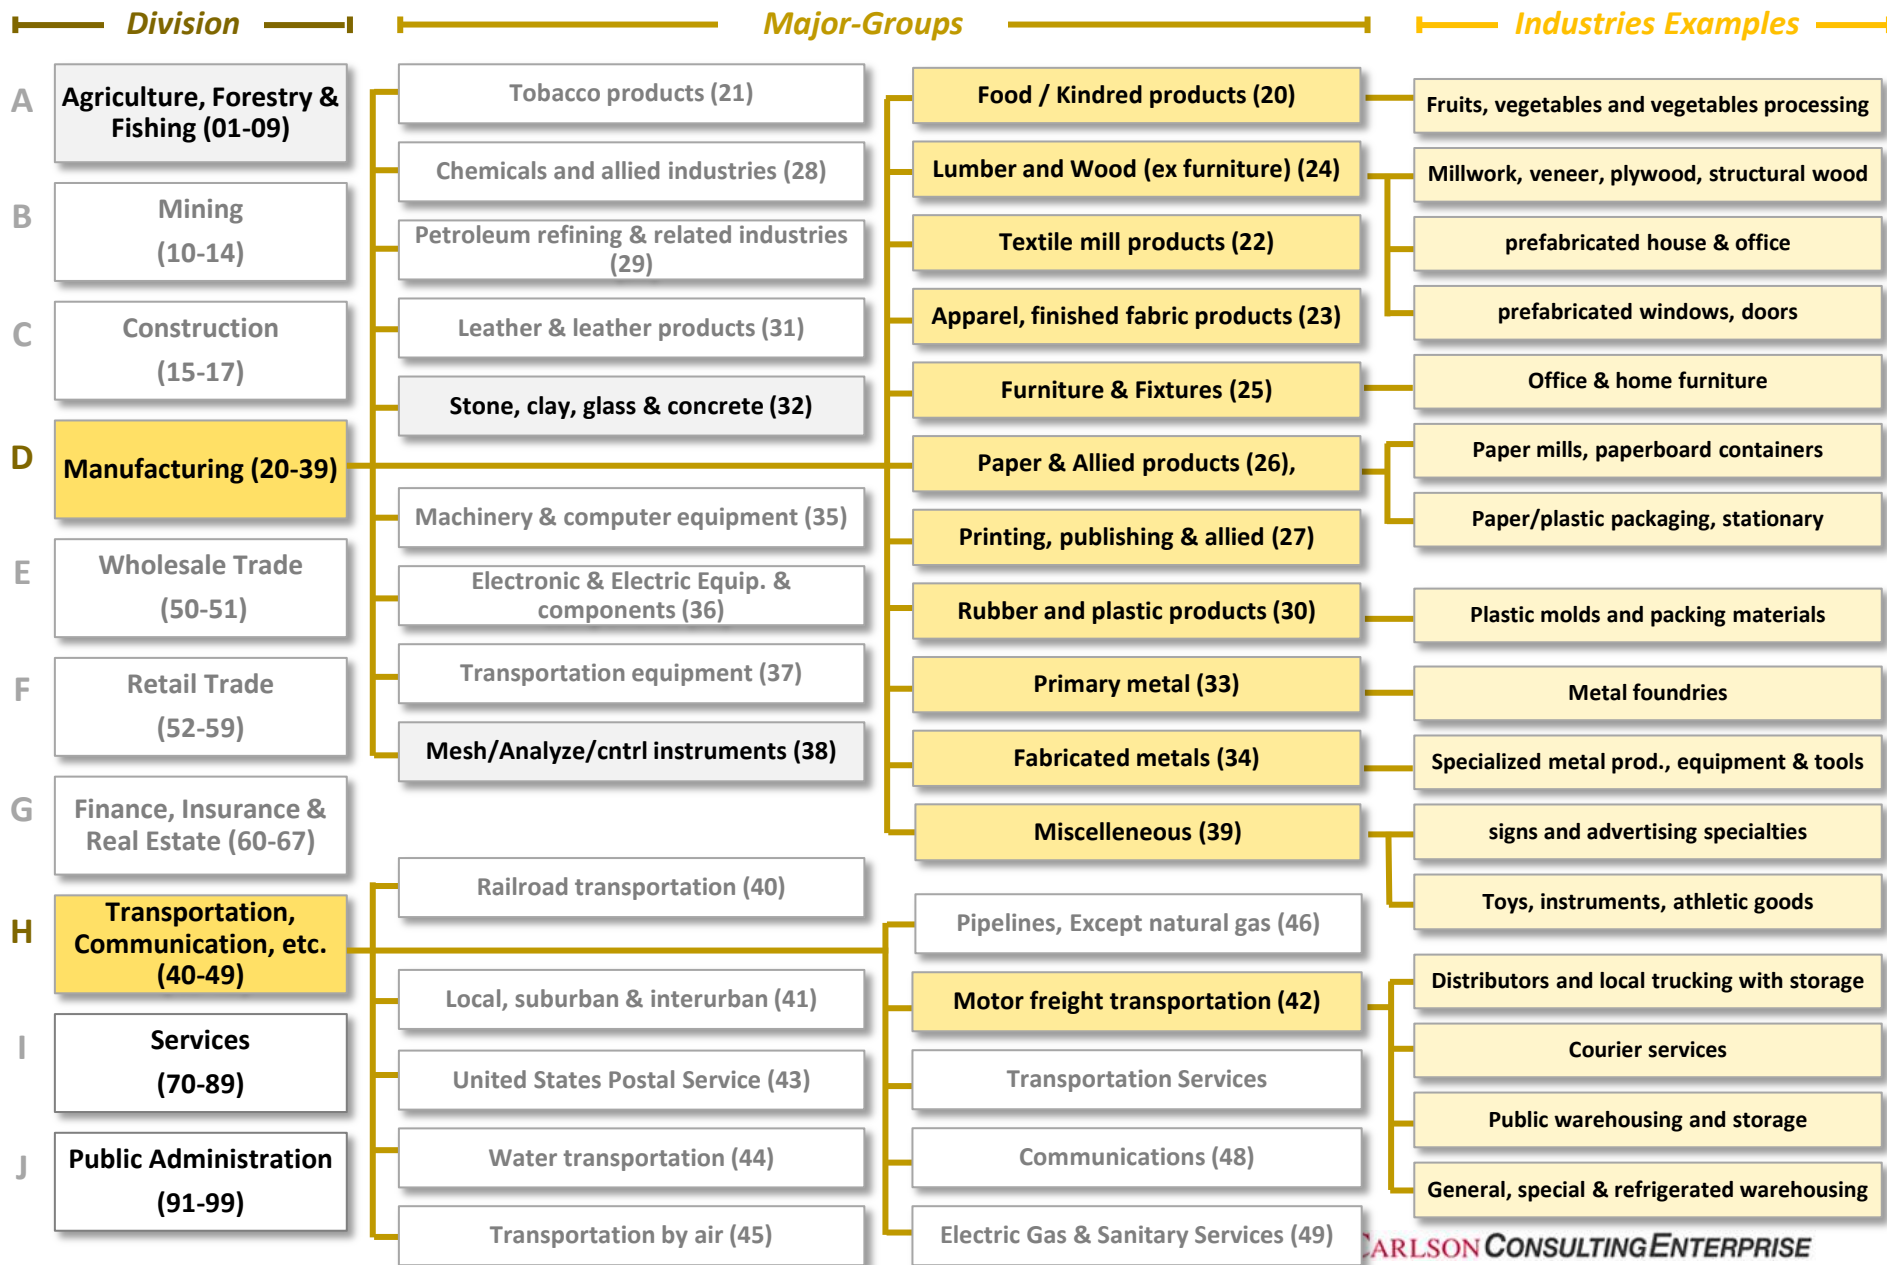 Division
Major-Groups
Industries Examples
A
Agriculture, Forestry &
Fishing (01-09)
B
Mining
(10-14)
C
Construction
(15-17)
D
Manufacturing (20-39)
E
Wholesale Trade
(50-51)
F
Retail Trade
(52-59)
G
Finance, Insurance &
Real Estate (60-67)
H
Transportation,
Communication, etc.
(40-49)
I
Services
(70-89)
J
Public Administration
(91-99)
Tobacco products (21)
Chemicals and allied industries (28)
Petroleum refining & related industries
(29)
Leather & leather products (31)
Stone, clay, glass & concrete (32)
Machinery & computer equipment (35)
Electronic & Electric Equip. &
components (36)
Transportation equipment (37)
Mesh/Analyze/cntrl instruments (38)
Railroad transportation (40)
Local, suburban & interurban (41)
United States Postal Service (43)
Water transportation (44)
Transportation by air (45)
Food / Kindred products (20)
Lumber and Wood (ex furniture) (24)
Textile mill products (22)
Apparel, finished fabric products (23)
Furniture & Fixtures (25)
Paper & Allied products (26),
Printing, publishing & allied (27)
Rubber and plastic products (30)
Primary metal (33)
Fabricated metals (34)
Miscelleneous (39)
Pipelines, Except natural gas (46)
Motor freight transportation (42)
Transportation Services
Communications (48)
Electric Gas & Sanitary Services (49)
Fruits, vegetables and vegetables processing
Millwork, veneer, plywood, structural wood
prefabricated house & office
prefabricated windows, doors
Office & home furniture
Paper mills, paperboard containers
Paper/plastic packaging, stationary
Plastic molds and packing materials
Metal foundries
Specialized metal prod., equipment & tools
signs and advertising specialties
Toys, instruments, athletic goods
Distributors and local trucking with storage
Courier services
Public warehousing and storage
General, special & refrigerated warehousing
CARLSON CONSULTING ENTERPRISE